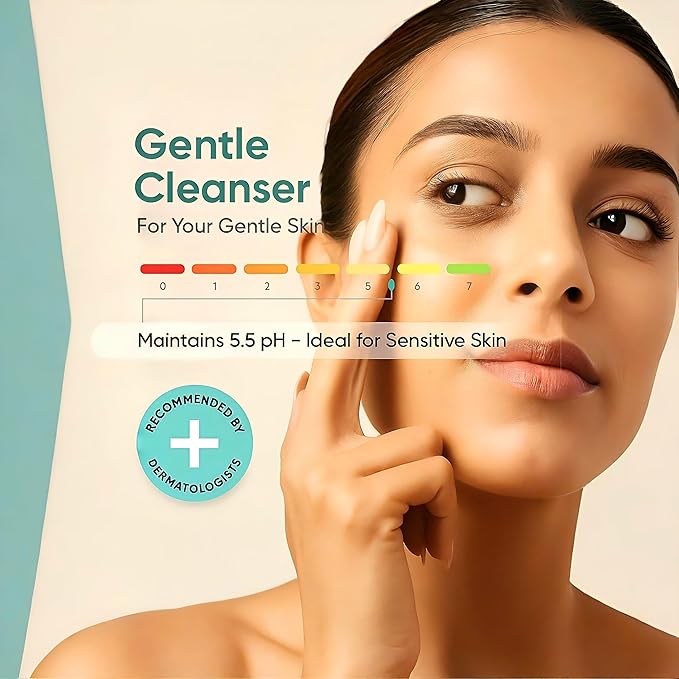 Gentle
Cleanser
For Your Gentle Skin
0 1 2 3 5 6 7
Maintains 5.5 pH – Ideal for Sensitive Skin
RECOMMENDED BY
DERMATOLOGISTS